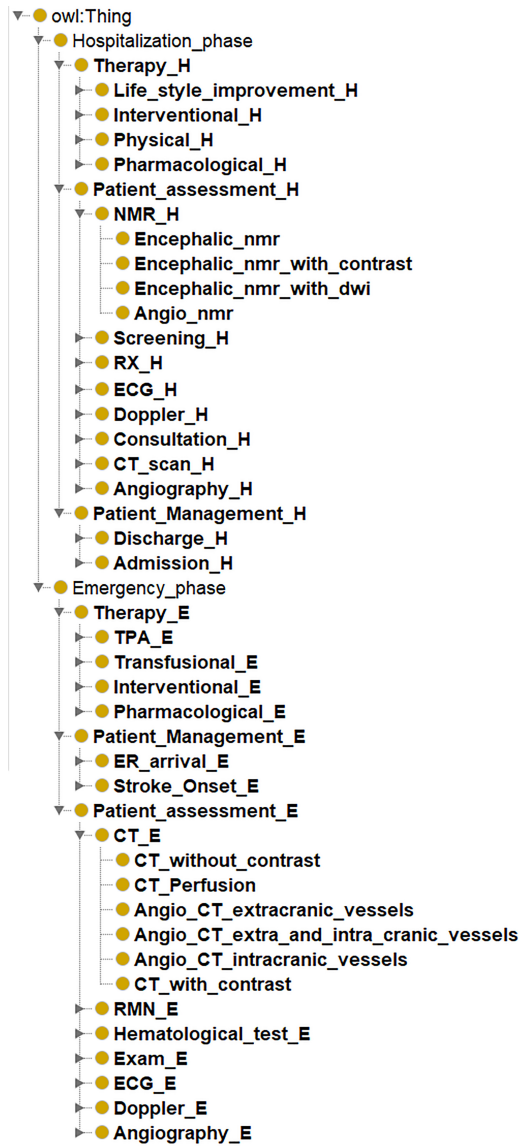 owl:Thing
Hospitalization_phase
Therapy_H
Life_style_improvement_H
Interventional_H
Physical_H
Pharmacological_H
Patient_assessment_H
NMR_H
Encephalic_nmr
Encephalic_nmr_with_contrast
Encephalic_nmr_with_dwi
Angio_nmr
Screening_H
RX_H
ECG_H
Doppler_H
Consultation_H
CT_scan_H
Angiography_H
Patient_Management_H
Discharge_H
Admission_H
Emergency_phase
Therapy_E
TPA_E
Transfusional_E
Interventional_E
Pharmacological_E
Patient_Management_E
ER_arrival_E
Stroke_Onset_E
Patient_assessment_E
CT_E
CT_without_contrast
CT_Perfusion
Angio_CT_extracranic_vessels
Angio_CT_extra_and_intra_cranic_vessels
Angio_CT_intracranic_vessels
CT_with_contrast
RMN_E
Hematological_test_E
Exam_E
ECG_E
Doppler_E
Angiography_E